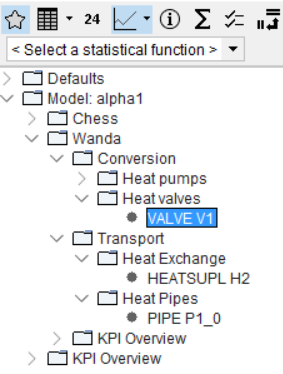 24
< Select a statistical function >
Defaults
Model: alpha1
Chess
Wanda
Conversion
Heat pumps
Heat valves
VALVE V1
Transport
Heat Exchange
HEATSUPL H2
Heat Pipes
PIPE P1_0
KPI Overview
KPI Overview